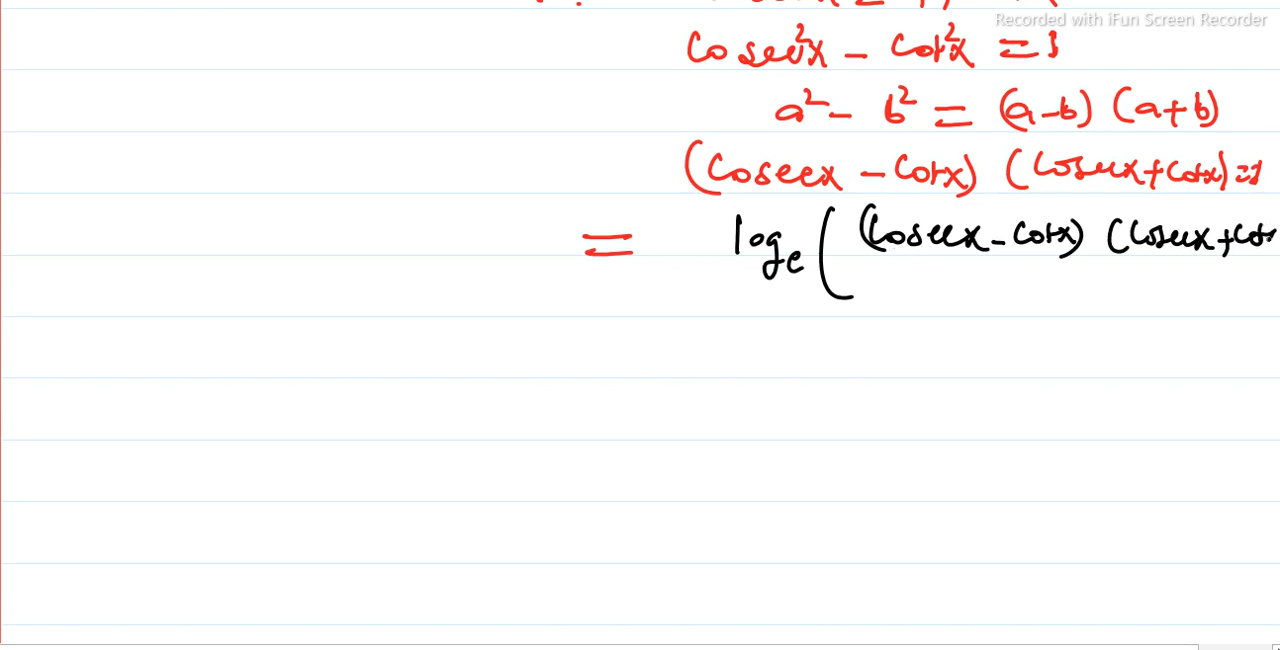 Recorded with iFun Screen Recorder
cosec²x - cot²x = 1
a² - b² = (a-b) (a+b)
(cosecx - cotx) (cosecx+cotx) = 1
= logₑ( (cosecx - cotx) (cosecx+cot